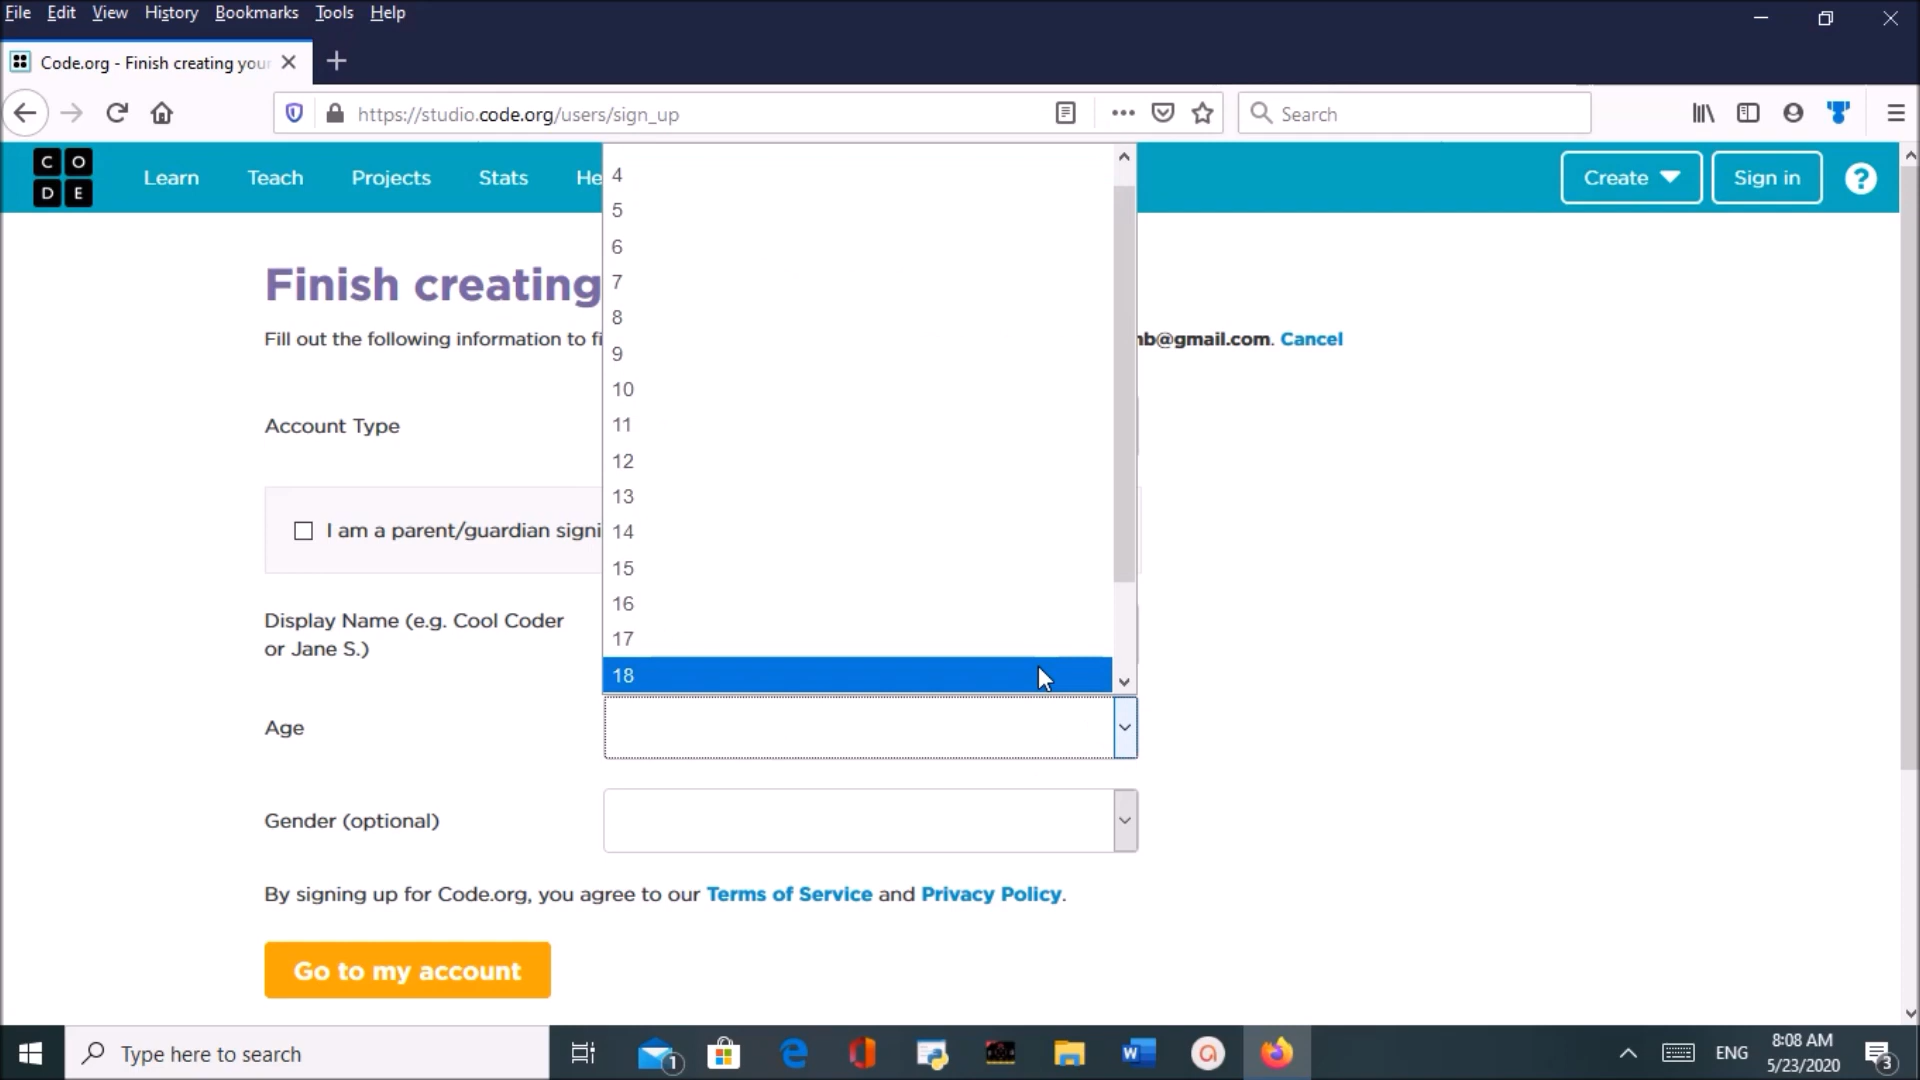 File Edit View History Bookmarks Tools Help
Code.org - Finish creating your
https://studio.code.org/users/sign_up
Search
CODE
Learn Teach Projects Stats He
Create Sign in ?
4
5
6
7
8
9
10
11
12
13
14
15
16
17
18
Finish creating
Fill out the following information to fi
nb@gmail.com. Cancel
Account Type
I am a parent/guardian signi
Display Name (e.g. Cool Coder
or Jane S.)
Age
Gender (optional)
By signing up for Code.org, you agree to our Terms of Service and Privacy Policy.
Go to my account
Type here to search
1
ENG
8:08 AM
5/23/2020
3